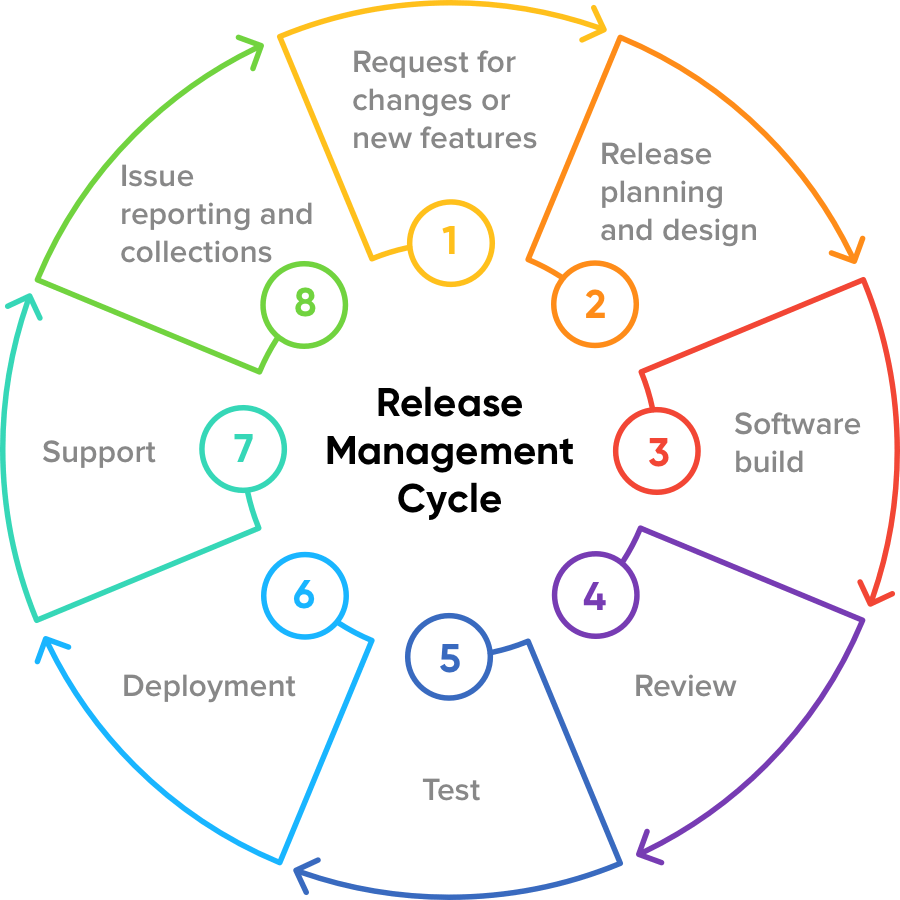 Release
Management
Cycle
1
Request for
changes or
new features
2
Release
planning
and design
3
Software
build
4
Review
5
Test
6
Deployment
7
Support
8
Issue
reporting and
collections